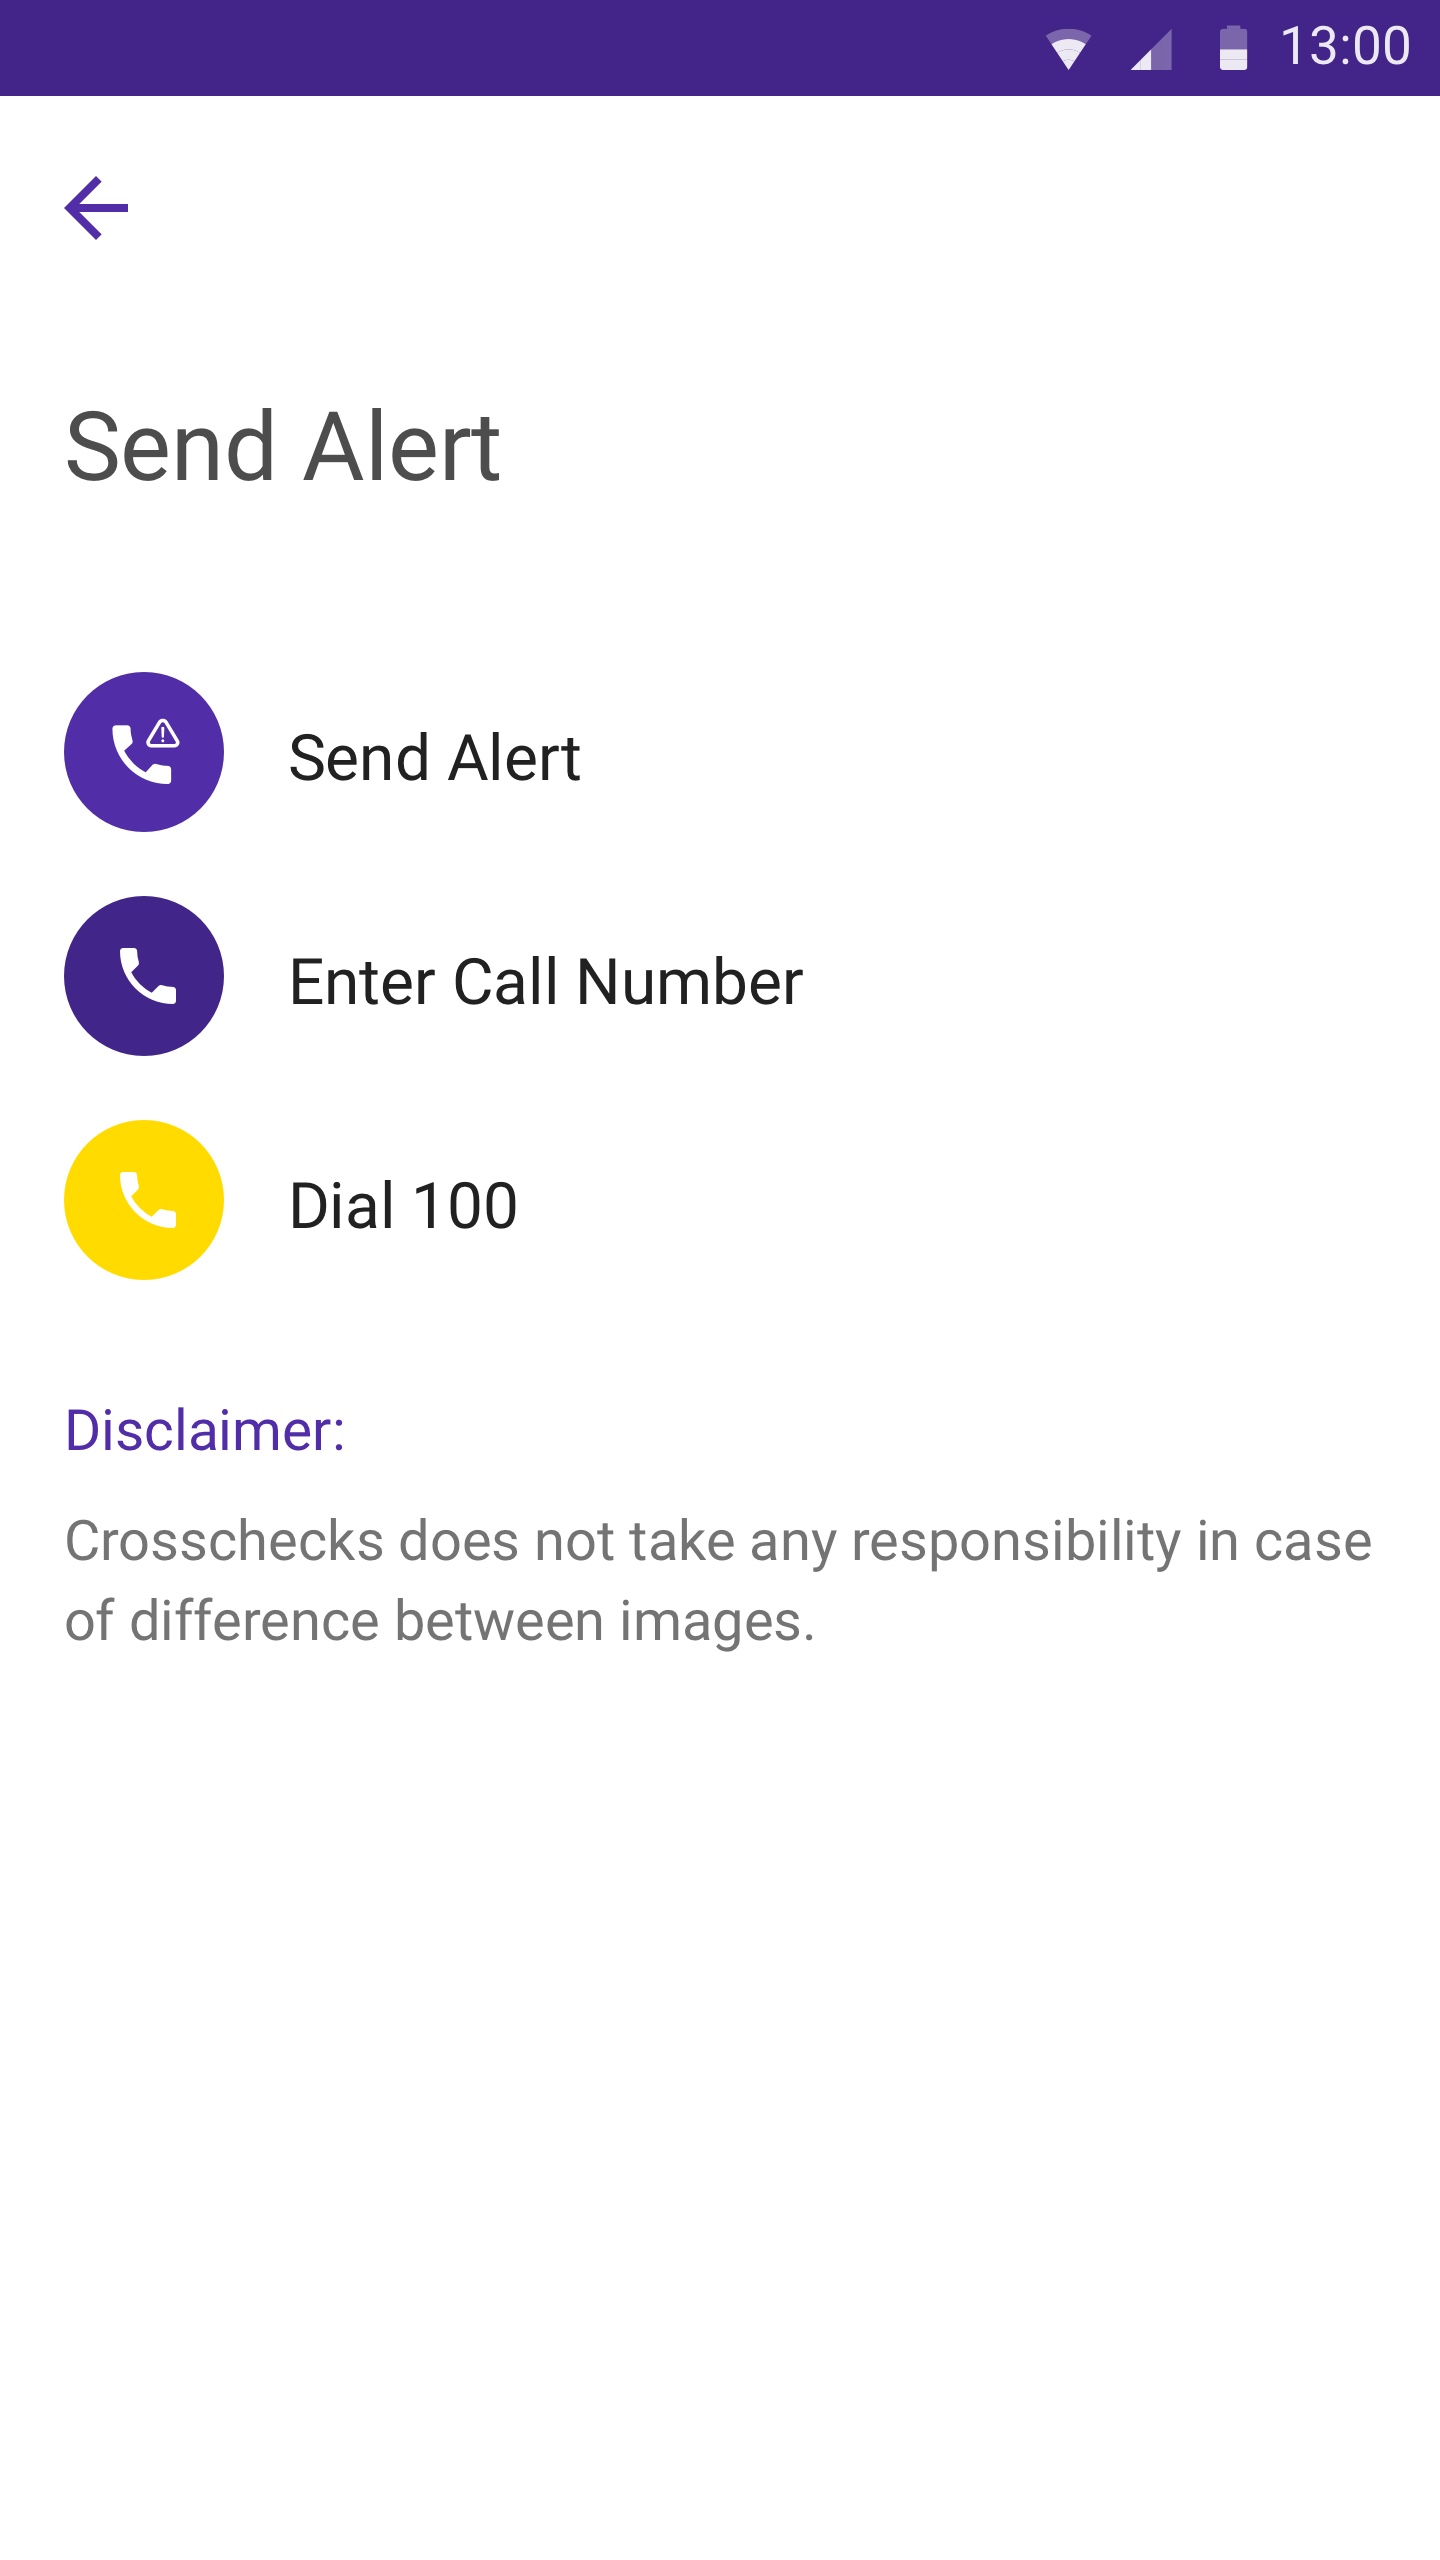 13:00
Send Alert
Send Alert
Enter Call Number
Dial 100
Disclaimer:
Crosschecks does not take any responsibility in case
of difference between images.